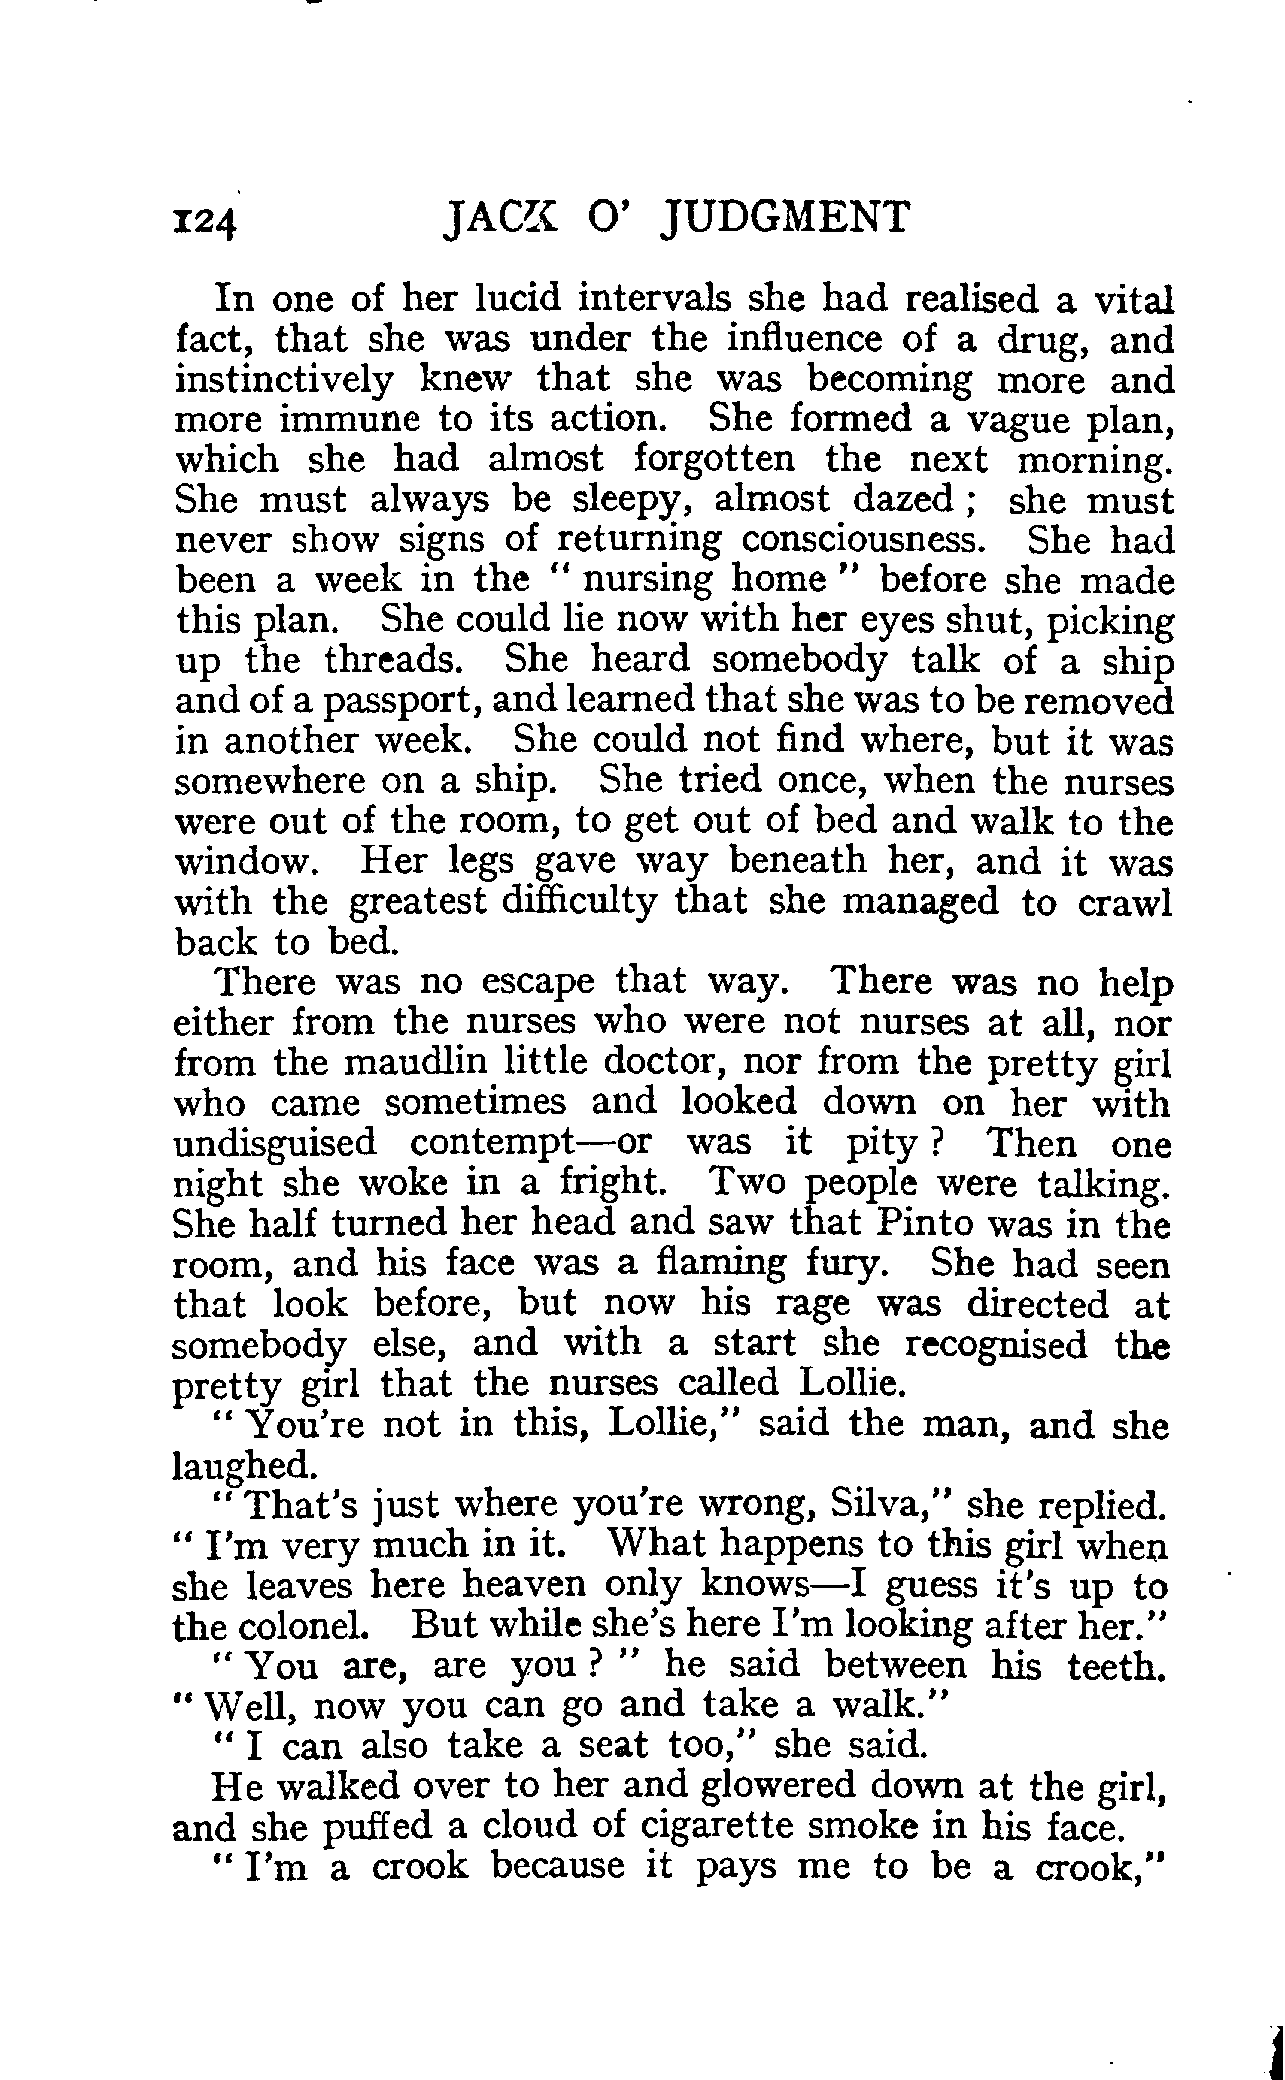 124 JACK O' JUDGMENT
In one of her lucid intervals she had realised a vital
fact, that she was under the influence of a drug, and
instinctively knew that she was becoming more and
more immune to its action. She formed a vague plan,
which she had almost forgotten the next morning.
She must always be sleepy, almost dazed ; she must
never show signs of returning consciousness. She had
been a week in the " nursing home " before she made
this plan. She could lie now with her eyes shut, picking
up the threads. She heard somebody talk of a ship
and of a passport, and learned that she was to be removed
in another week. She could not find where, but it was
somewhere on a ship. She tried once, when the nurses
were out of the room, to get out of bed and walk to the
window. Her legs gave way beneath her, and it was
with the greatest difficulty that she managed to crawl
back to bed.
There was no escape that way. There was no help
either from the nurses who were not nurses at all, nor
from the maudlin little doctor, nor from the pretty girl
who came sometimes and looked down on her with
undisguised contempt—or was it pity ? Then one
night she woke in a fright. Two people were talking.
She half turned her head and saw that Pinto was in the
room, and his face was a flaming fury. She had seen
that look before, but now his rage was directed at
somebody else, and with a start she recognised the
pretty girl that the nurses called Lollie.
" You're not in this, Lollie," said the man, and she
laughed.
" That's just where you're wrong, Silva," she replied.
" I'm very much in it. What happens to this girl when
she leaves here heaven only knows—I guess it's up to
the colonel. But while she's here I'm looking after her."
" You are, are you ? " he said between his teeth.
" Well, now you can go and take a walk."
" I can also take a seat too," she said.
He walked over to her and glowered down at the girl,
and she puffed a cloud of cigarette smoke in his face.
" I'm a crook because it pays me to be a crook,"